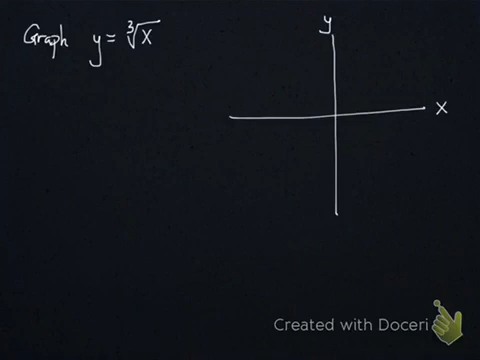 Graph y = ∛x
y
x
Created with Doceri